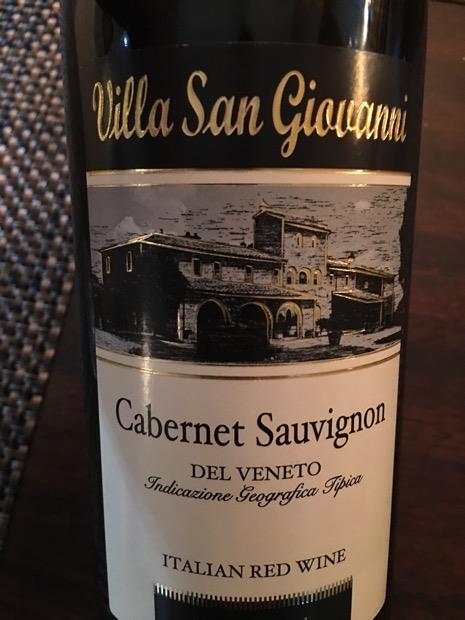 Villa San Giovanni
Cabernet Sauvignon
DEL VENETO
Indicazione Geografica Tipica
ITALIAN RED WINE